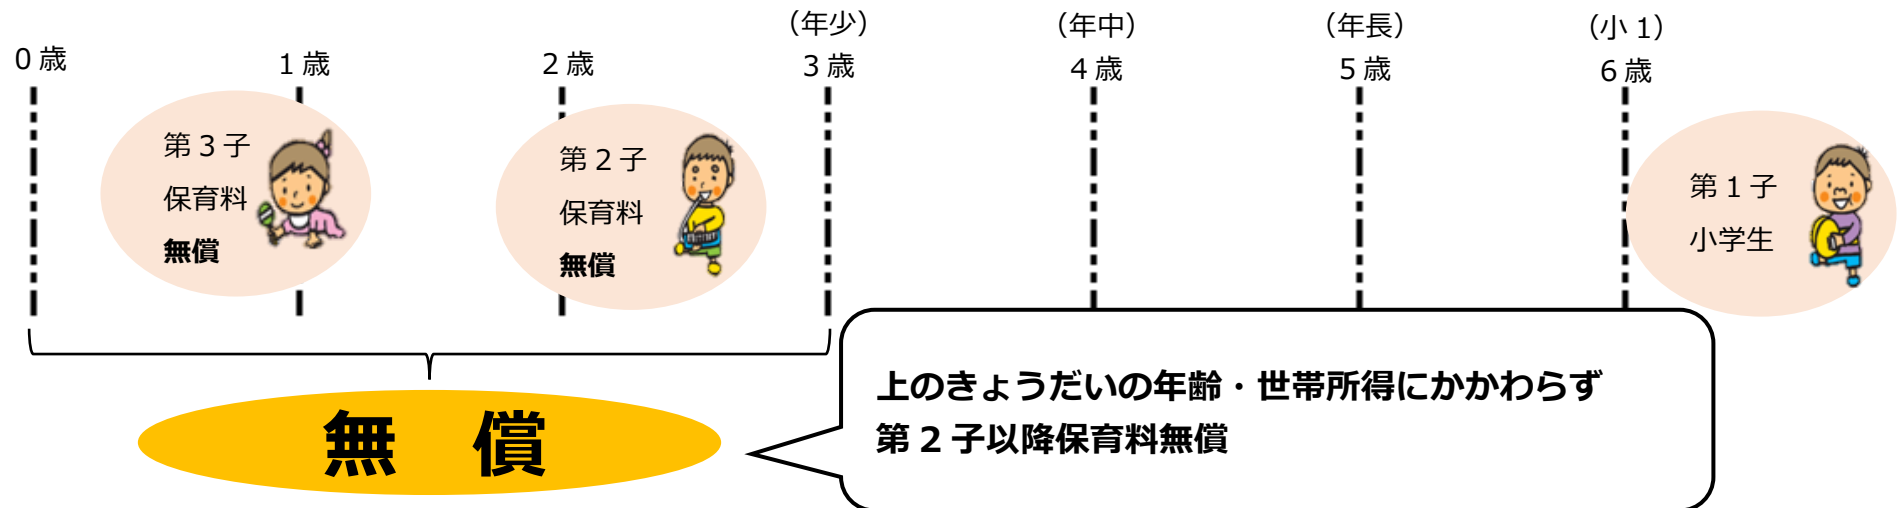 0歳
1歳
2歳
（年少）
3歳
（年中）
4歳
（年長）
5歳
（小1）
6歳
第3子
保育料
無償
第2子
保育料
無償
第1子
小学生
無　償
上のきょうだいの年齢・世帯所得にかかわらず
第2子以降保育料無償